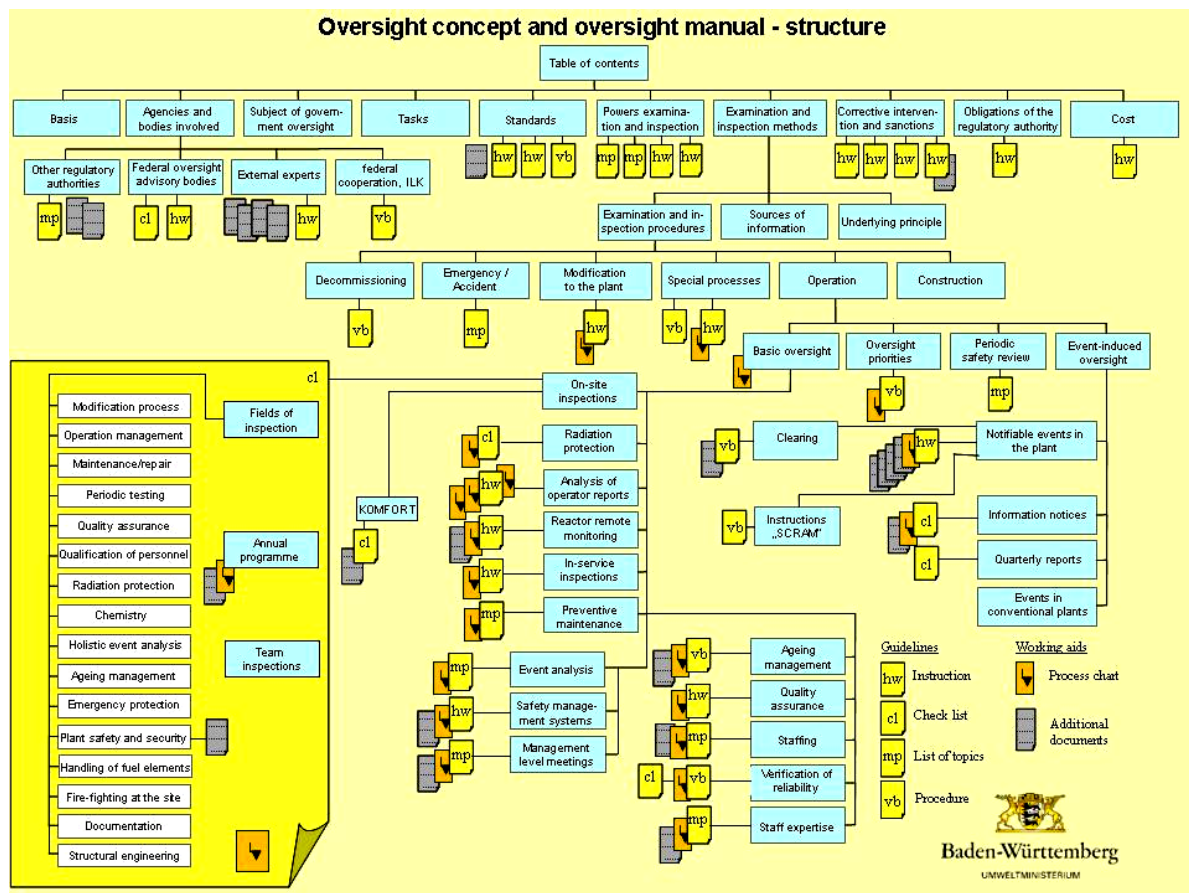 Oversight concept and oversight manual - structure
Table of contents
Basis
Agencies and
bodies involved
Subject of govern-
ment oversight
Tasks
Standards
Powers examina-
tion and inspection
Examination and
inspection methods
Corrective interven-
tion and sanctions
Obligations of the
regulatory authority
Cost
hw
hw
vb
mp
mp
hw
hw
hw
hw
hw
hw
hw
hw
Other regulatory
authorities
Federal oversight
advisory bodies
External experts
federal
cooperation, ILK
mp
cl
hw
hw
vb
Examination and in-
spection procedures
Sources of
information
Underlying principle
Decommissioning
Emergency /
Accident
Modification
to the plant
Special processes
Operation
Construction
vb
mp
hw
vb
hw
Basic oversight
Oversight
priorities
Periodic
safety review
Event-induced
oversight
vb
mp
cl
On-site
inspections
Fields of
inspection
Annual
programme
Team
inspections
Modification process
Operation management
Maintenance/repair
Periodic testing
Quality assurance
Qualification of personnel
Radiation protection
Chemistry
Holistic event analysis
Ageing management
Emergency protection
Plant safety and security
Handling of fuel elements
Fire-fighting at the site
Documentation
Structural engineering
KOMFORT
cl
cl
Radiation
protection
hw
Analysis of
operator reports
hw
Reactor remote
monitoring
hw
In-service
inspections
mp
Preventive
maintenance
mp
Event analysis
hw
Safety manage-
ment systems
mp
Management
level meetings
vb
Clearing
hw
Notifiable events in
the plant
vb
Instructions
„SCRAM"
cl
Information notices
cl
Quarterly reports
Events in
conventional plants
vb
Ageing
management
hw
Quality
assurance
mp
Staffing
cl
vb
Verification of
reliability
mp
Staff expertise
Guidelines
hw
Instruction
cl
Check list
mp
List of topics
vb
Procedure
Working aids
Process chart
Additional
documents
Baden-Württemberg
UMWELTMINISTERIUM